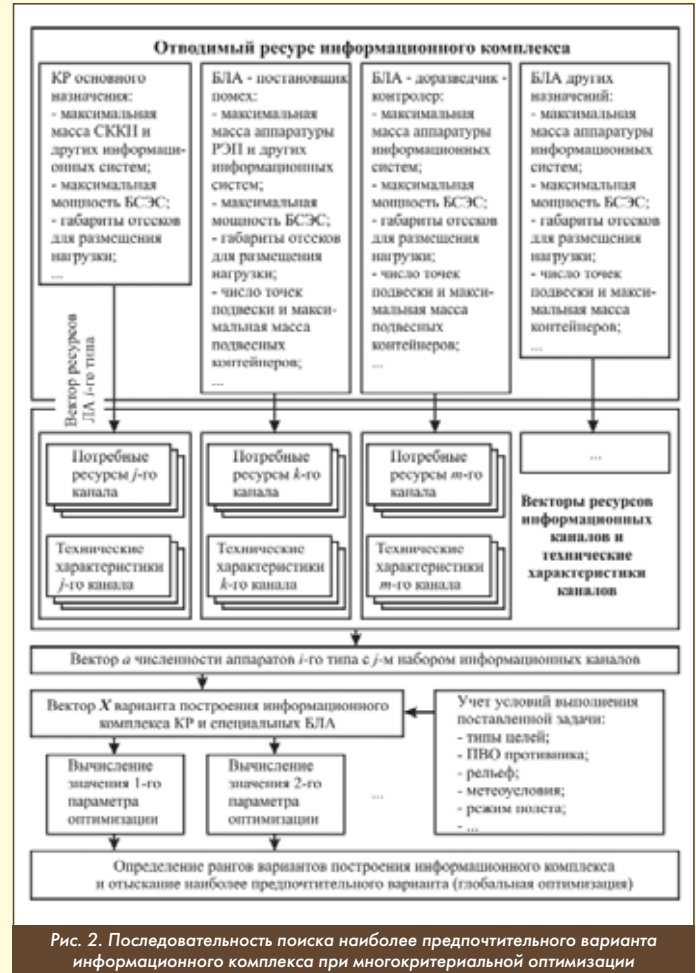 Отводимый ресурс информационного комплекса
КР основного
назначения:
- максимальная
масса СККН и
других информаци-
онных систем;
- максимальная
мощность БСЭС;
- габариты отсеков
для размещения
нагрузки;
...
БЛА - постановщик
помех:
- максимальная
масса аппаратуры
РЭП и других
информационных
систем;
- максимальная
мощность БСЭС;
- габариты отсеков
для размещения
нагрузки;
- число точек
подвески и макси-
мальная масса
подвесных
контейнеров;
...
БЛА - доразведчик -
контролер:
- максимальная
масса аппаратуры
информационных
систем;
- максимальная
мощность БСЭС;
- габариты отсеков
для размещения
нагрузки;
- число точек
подвески и макси-
мальная масса
подвесных
контейнеров;
...
БЛА других
назначений:
- максимальная
масса аппаратуры
информационных
систем;
- максимальная
мощность БСЭС;
- габариты отсеков
для размещения
нагрузки;
- число точек
подвески и макси-
мальная масса
контейнеров;
...
Вектор ресурсов
ЛА i-го типа
Потребные
ресурсы j-го
канала
Потребные
ресурсы k-го
канала
Потребные
ресурсы m-го
канала
...
Технические
характеристики
j-го канала
Технические
характеристики
k-го канала
Технические
характеристики
m-го канала
Векторы ресурсов
информационных
каналов и
технические
характеристики
каналов
Вектор a численности аппаратов i-го типа с j-м набором информационных каналов
Вектор X варианта построения информационного
комплекса КР и специальных БЛА
Учет условий выполнения
поставленной задачи:
- типы целей;
- ПВО противника;
- рельеф;
- метеоусловия;
- режим полета;
- ...
Вычисление
значения 1-го
параметра
оптимизации
Вычисление
значения 2-го
параметра
оптимизации
...
Определение рангов вариантов построения информационного комплекса
и отыскание наиболее предпочтительного варианта (глобальная оптимизация)
Рис. 2. Последовательность поиска наиболее предпочтительного варианта
информационного комплекса при многокритериальной оптимизации